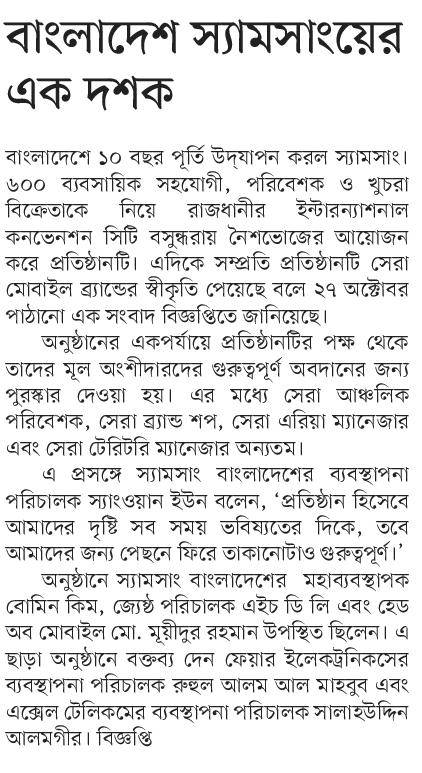 বাংলাদেশ স্যামসাংয়ের
এক দশক
বাংলাদেশে ১০ বছর পূর্তি উদ্‌যাপন করল স্যামসাং।
৬০০ ব্যবসায়িক সহযোগী, পরিবেশক ও খুচরা
বিক্রেতাকে নিয়ে রাজধানীর ইন্টারন্যাশনাল
কনভেনশন সিটি বসুন্ধরায় নৈশভোজের আয়োজন
করে প্রতিষ্ঠানটি। এদিকে সম্প্রতি প্রতিষ্ঠানটি সেরা
মোবাইল ব্র্যান্ডের স্বীকৃতি পেয়েছে বলে ২৭ অক্টোবর
পাঠানো এক সংবাদ বিজ্ঞপ্তিতে জানিয়েছে।
অনুষ্ঠানের একপর্যায়ে প্রতিষ্ঠানটির পক্ষ থেকে
তাদের মূল অংশীদারদের গুরুত্বপূর্ণ অবদানের জন্য
পুরস্কার দেওয়া হয়। এর মধ্যে সেরা আঞ্চলিক
পরিবেশক, সেরা ব্র্যান্ড শপ, সেরা এরিয়া ম্যানেজার
এবং সেরা টেরিটরি ম্যানেজার অন্যতম।
এ প্রসঙ্গে স্যামসাং বাংলাদেশের ব্যবস্থাপনা
পরিচালক স্যাংওয়ান ইউন বলেন, ‘প্রতিষ্ঠান হিসেবে
আমাদের দৃষ্টি সব সময় ভবিষ্যতের দিকে, তবে
আমাদের জন্য পেছনে ফিরে তাকানোটাও গুরুত্বপূর্ণ।’
অনুষ্ঠানে স্যামসাং বাংলাদেশের মহাব্যবস্থাপক
বোমিন কিম, জ্যেষ্ঠ পরিচালক এইচ ডি লি এবং হেড
অব মোবাইল মো. মূয়ীদুর রহমান উপস্থিত ছিলেন। এ
ছাড়া অনুষ্ঠানে বক্তব্য দেন ফেয়ার ইলেকট্রনিকসের
ব্যবস্থাপনা পরিচালক রুহুল আলম আল মাহবুব এবং
এক্সেল টেলিকমের ব্যবস্থাপনা পরিচালক সালাহউদ্দিন
আলমগীর। বিজ্ঞপ্তি